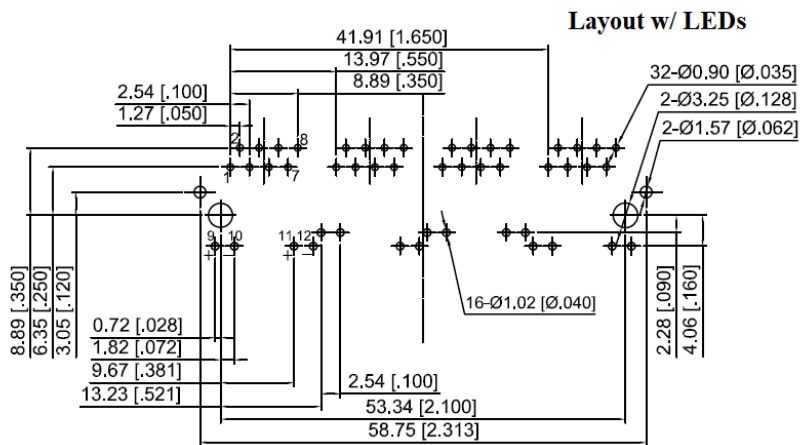 Layout w/ LEDs
41.91 [1.650]
13.97 [.550]
8.89 [.350]
2.54 [.100]
1.27 [.050]
32-Ø0.90 [Ø.035]
2-Ø3.25 [Ø.128]
2-Ø1.57 [Ø.062]
2 8
1 7
9 10 11 12
+ − + −
8.89 [.350]
6.35 [.250]
3.05 [.120]
16-Ø1.02 [Ø.040]
2.28 [.090]
4.06 [.160]
0.72 [.028]
1.82 [.072]
9.67 [.381]
13.23 [.521]
2.54 [.100]
53.34 [2.100]
58.75 [2.313]